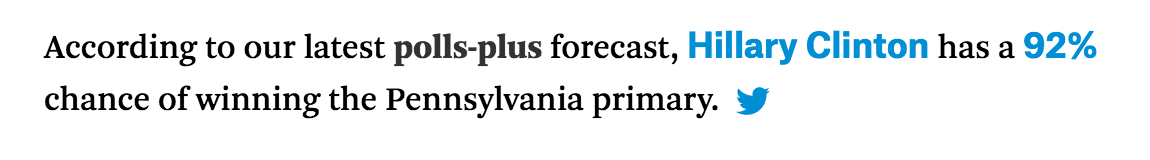 According to our latest polls-plus forecast, Hillary Clinton has a 92%
chance of winning the Pennsylvania primary.